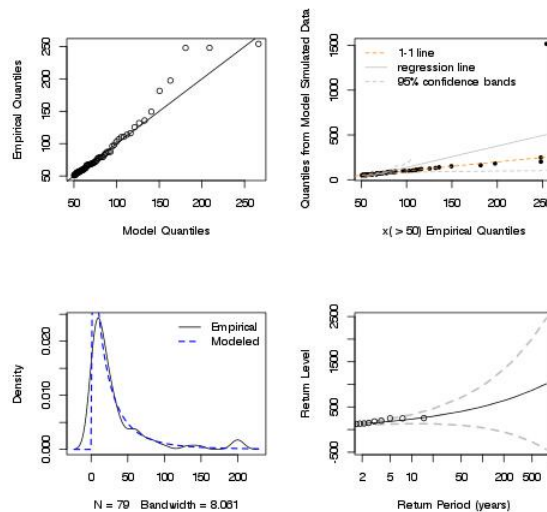 Empirical Quantiles
50 100 150 200 250
50 100 150 200 250
Model Quantiles
Quantiles from Model Simulated Data
0 500 1000 1500
1-1 line
regression line
95% confidence bands
50 100 150 200 250
x( > 50) Empirical Quantiles
Density
0.000 0.010 0.020
Empirical
Modeled
0 50 100 150 200
N = 79 Bandwidth = 8.061
Return Level
-500 500 1500 2500
2 5 10 50 200 500
Return Period (years)